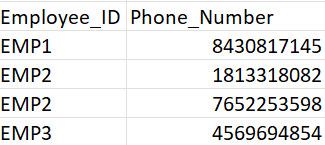 Employee_ID Phone_Number
EMP1 8430817145
EMP2 1813318082
EMP2 7652253598
EMP3 4569694854